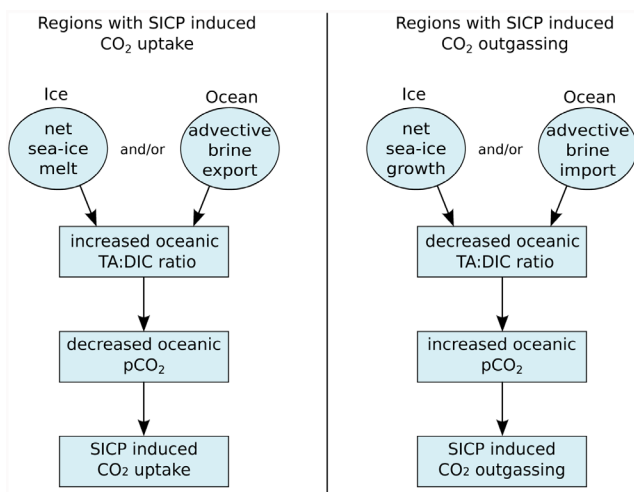 Regions with SICP induced
CO₂ uptake
Ice
Ocean
net
sea-ice
melt
and/or
advective
brine
export
increased oceanic
TA:DIC ratio
decreased oceanic
pCO₂
SICP induced
CO₂ uptake
Regions with SICP induced
CO₂ outgassing
Ice
Ocean
net
sea-ice
growth
and/or
advective
brine
import
decreased oceanic
TA:DIC ratio
increased oceanic
pCO₂
SICP induced
CO₂ outgassing